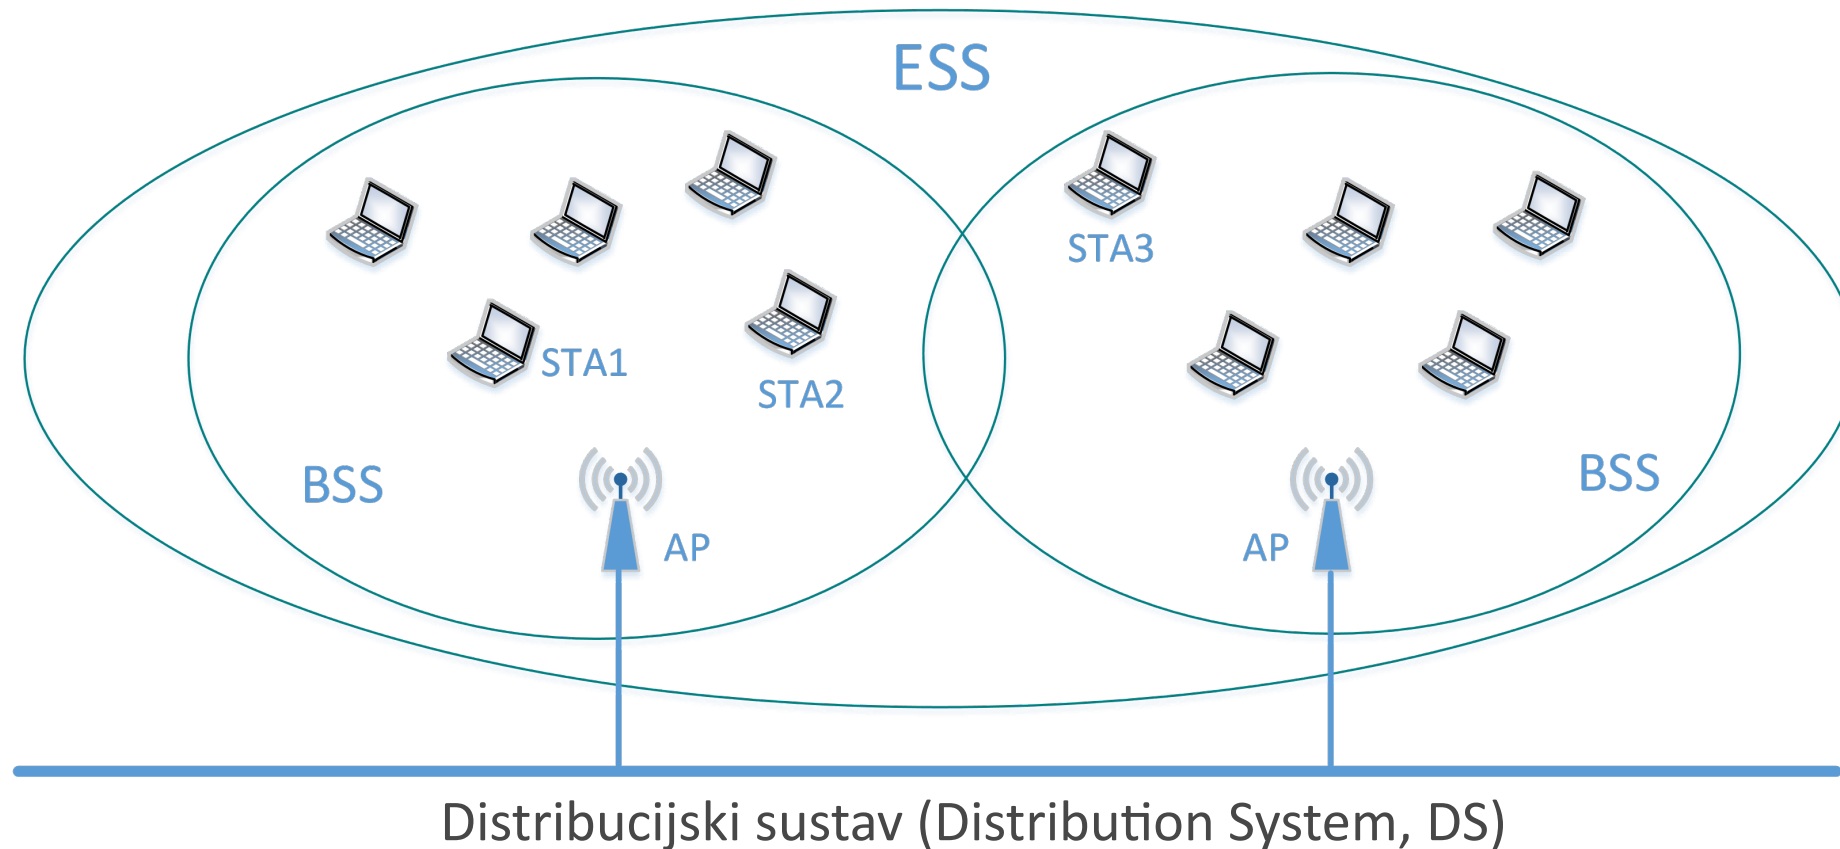 ESS
STA3
STA1
STA2
BSS
BSS
AP
AP
Distribucijski sustav (Distribution System, DS)